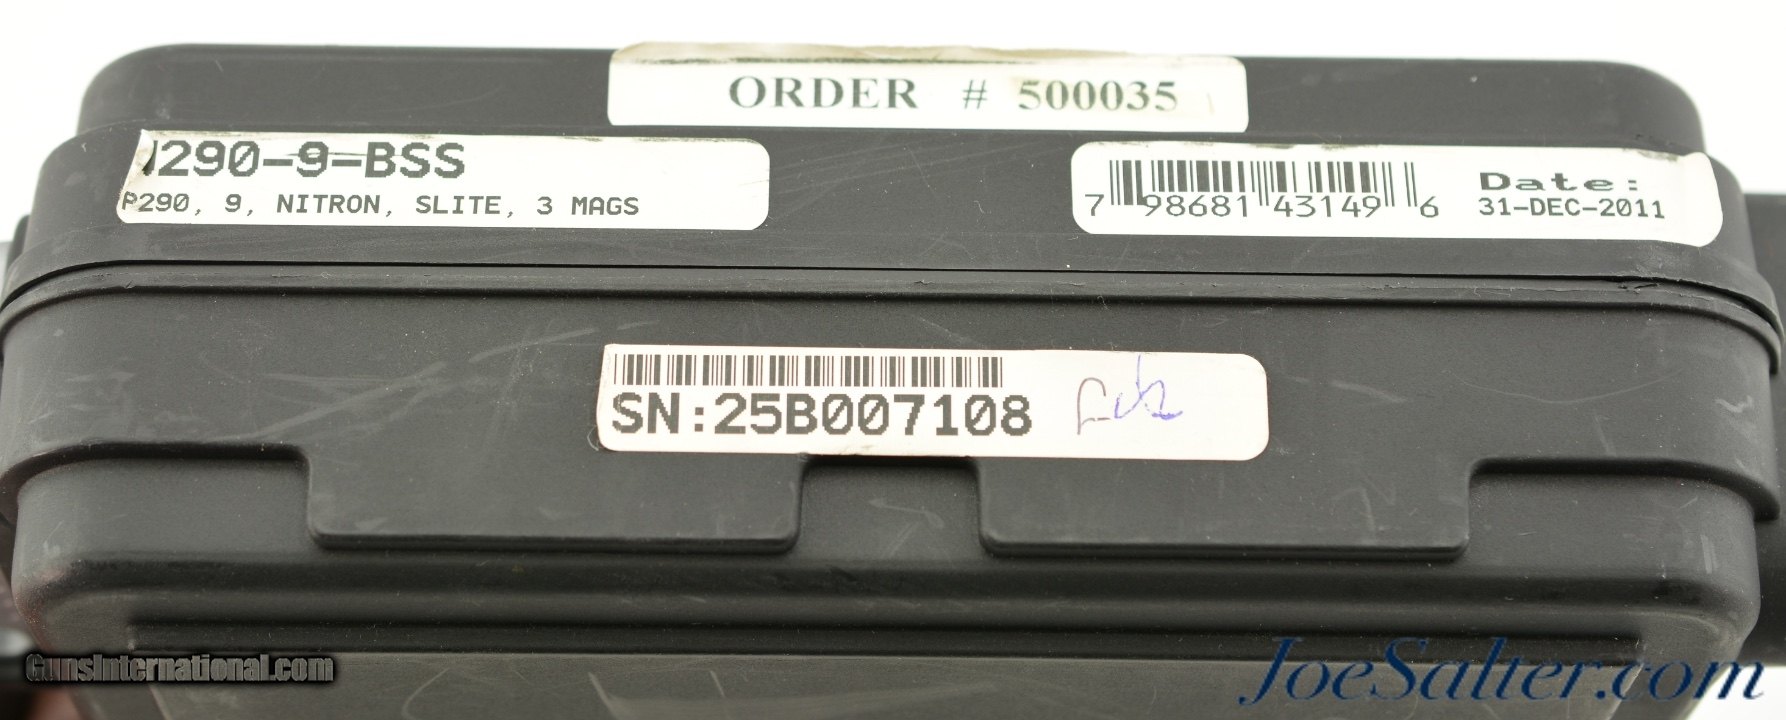 ORDER # 500035
290-9-BSS
P290, 9, NITRON, SLITE, 3 MAGS
7 98681 43149 6
Date:
31-DEC-2011
SN:25B007108
GunsInternational.com
JoeSalter.com